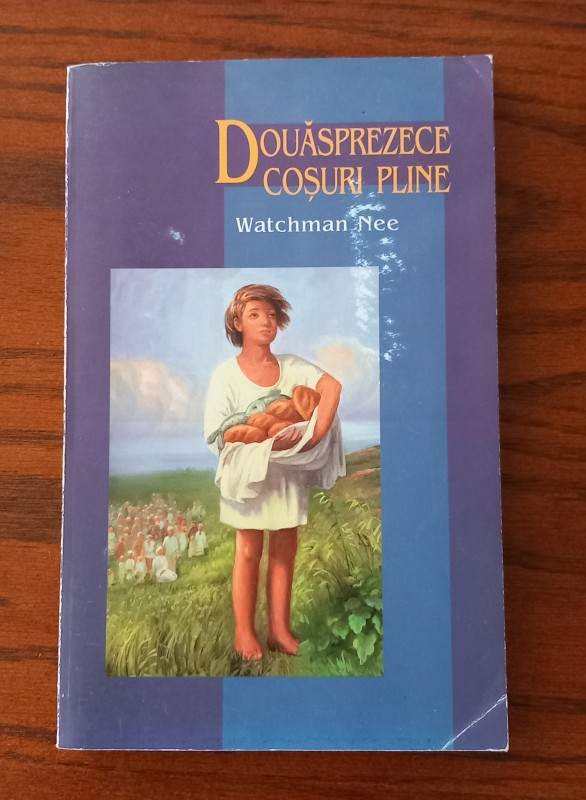 DOUĂSPREZECE
COȘURI PLINE
Watchman Nee